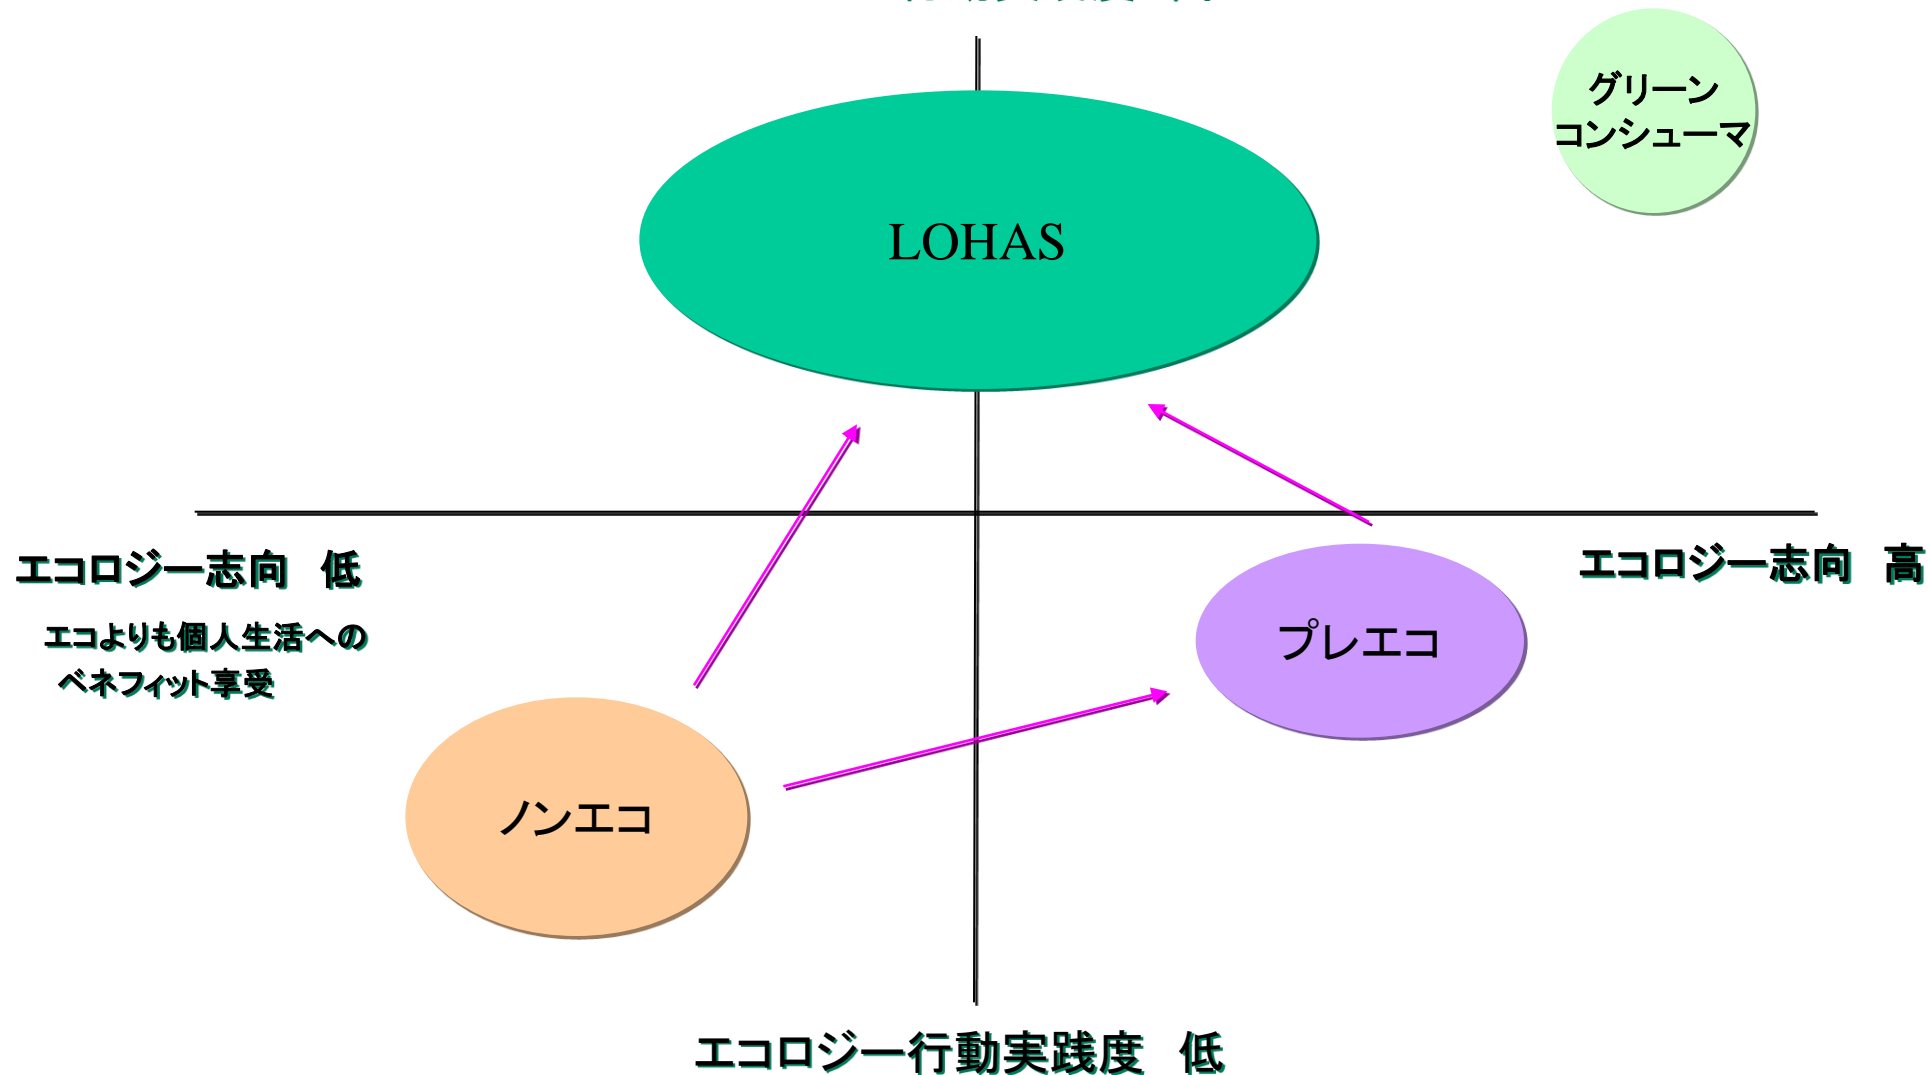 グリーン
コンシューマ
LOHAS
エコロジー志向　低
エコロジー志向　高
エコよりも個人生活への
ベネフィット享受
プレエコ
ノンエコ
エコロジー行動実践度　低